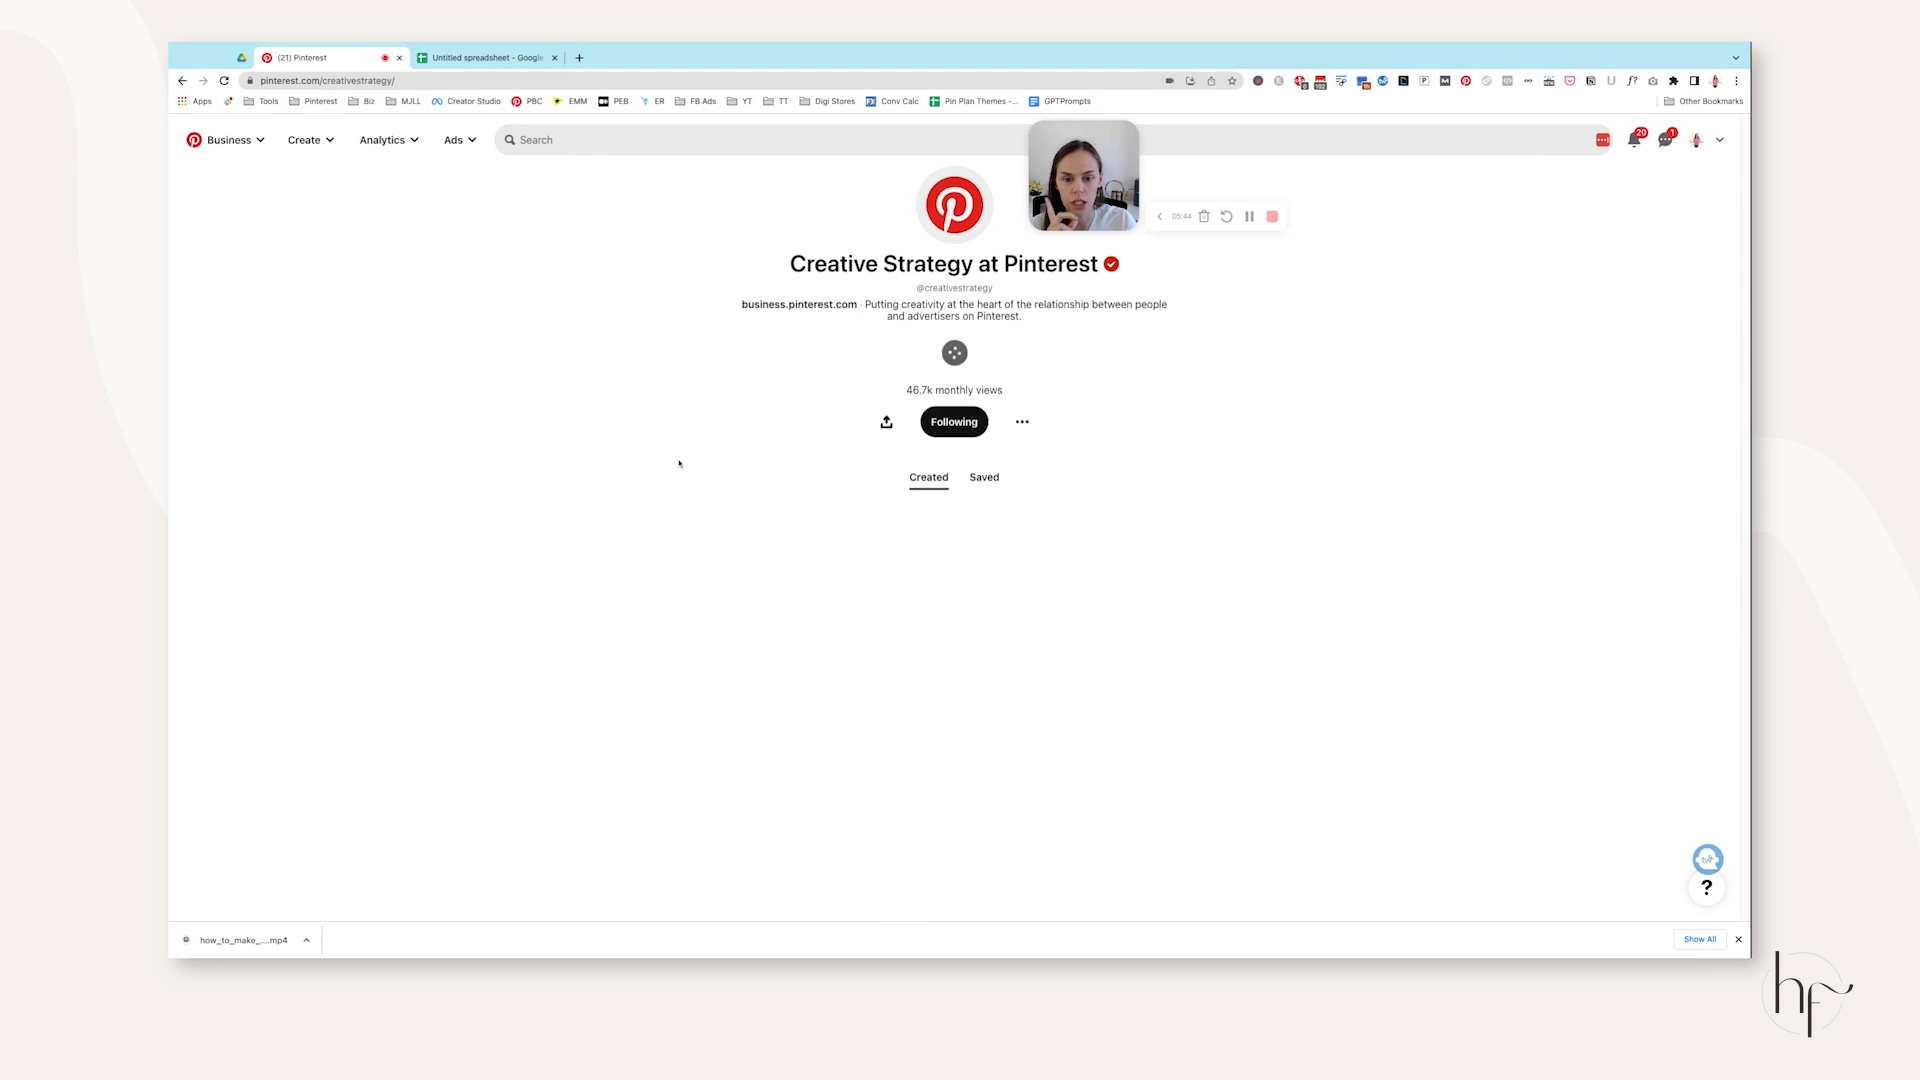 (21) Pinterest
Untitled spreadsheet - Google
pinterest.com/creativestrategy/
Apps Tools Pinterest Biz MJLL Creator Studio PBC EMM PEB ER FB Ads YT TT Digi Stores Conv Calc Pin Plan Themes -... GPTPrompts Other Bookmarks
Business Create Analytics Ads Search 20 1
05:44
Creative Strategy at Pinterest
@creativestrategy
business.pinterest.com · Putting creativity at the heart of the relationship between people
and advertisers on Pinterest.
46.7k monthly views
Following
Created Saved
?
how_to_make_....mp4
Show All
hf